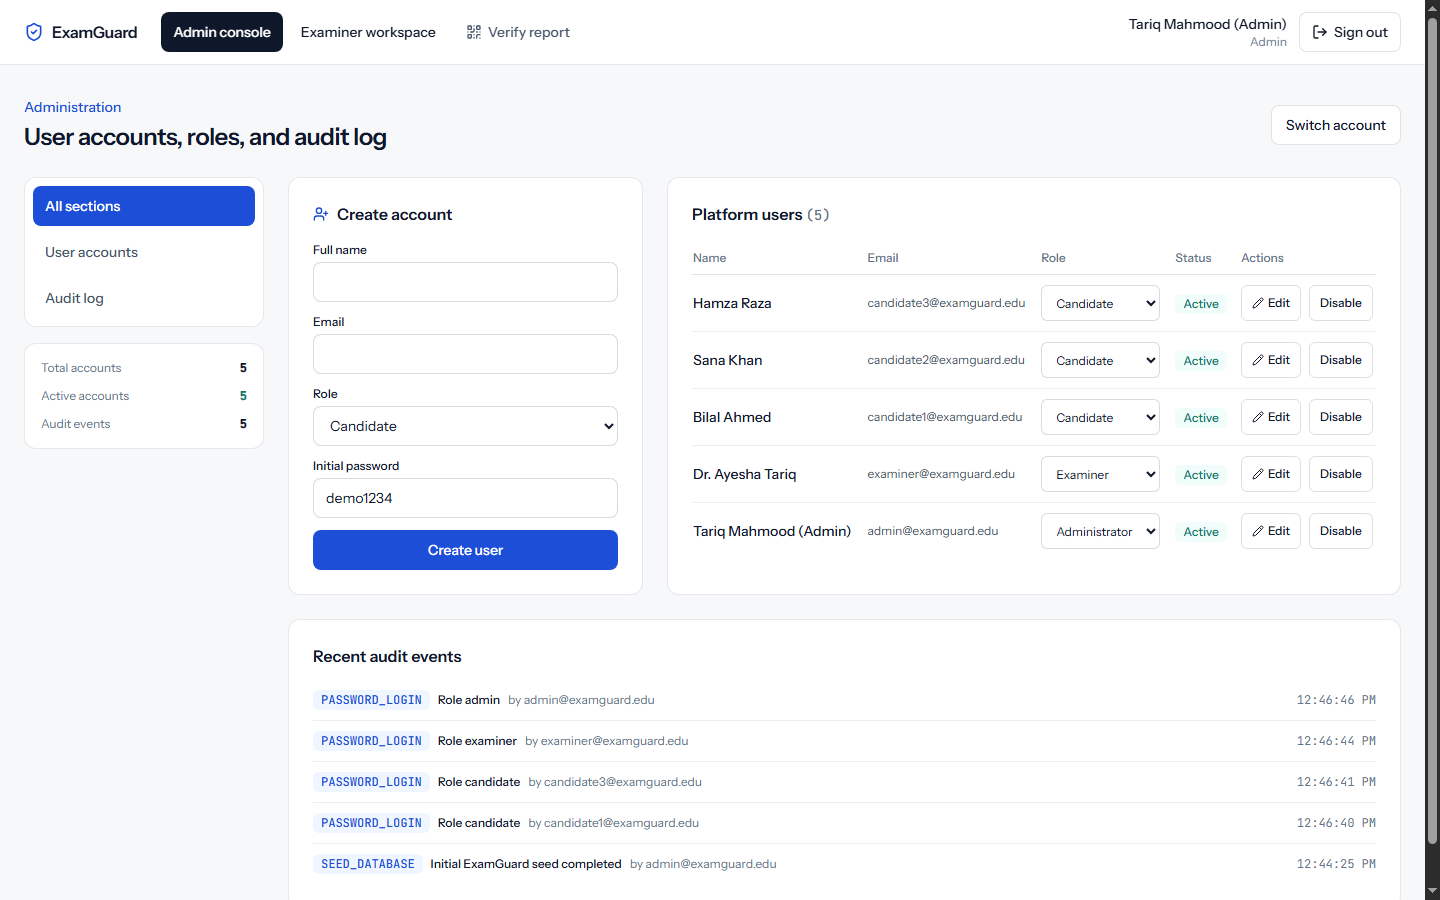 ExamGuard
Admin console
Examiner workspace
Verify report
Tariq Mahmood (Admin)
Admin
Sign out
Administration
User accounts, roles, and audit log
Switch account
All sections
User accounts
Audit log
Total accounts 5
Active accounts 5
Audit events 5
Create account
Full name
Email
Role
Candidate
Initial password
demo1234
Create user
Platform users (5)
Name Email Role Status Actions
Hamza Raza candidate3@examguard.edu Candidate Active Edit Disable
Sana Khan candidate2@examguard.edu Candidate Active Edit Disable
Bilal Ahmed candidate1@examguard.edu Candidate Active Edit Disable
Dr. Ayesha Tariq examiner@examguard.edu Examiner Active Edit Disable
Tariq Mahmood (Admin) admin@examguard.edu Administrator Active Edit Disable
Recent audit events
PASSWORD_LOGIN Role admin by admin@examguard.edu 12:46:46 PM
PASSWORD_LOGIN Role examiner by examiner@examguard.edu 12:46:44 PM
PASSWORD_LOGIN Role candidate by candidate3@examguard.edu 12:46:41 PM
PASSWORD_LOGIN Role candidate by candidate1@examguard.edu 12:46:40 PM
SEED_DATABASE Initial ExamGuard seed completed by admin@examguard.edu 12:44:25 PM